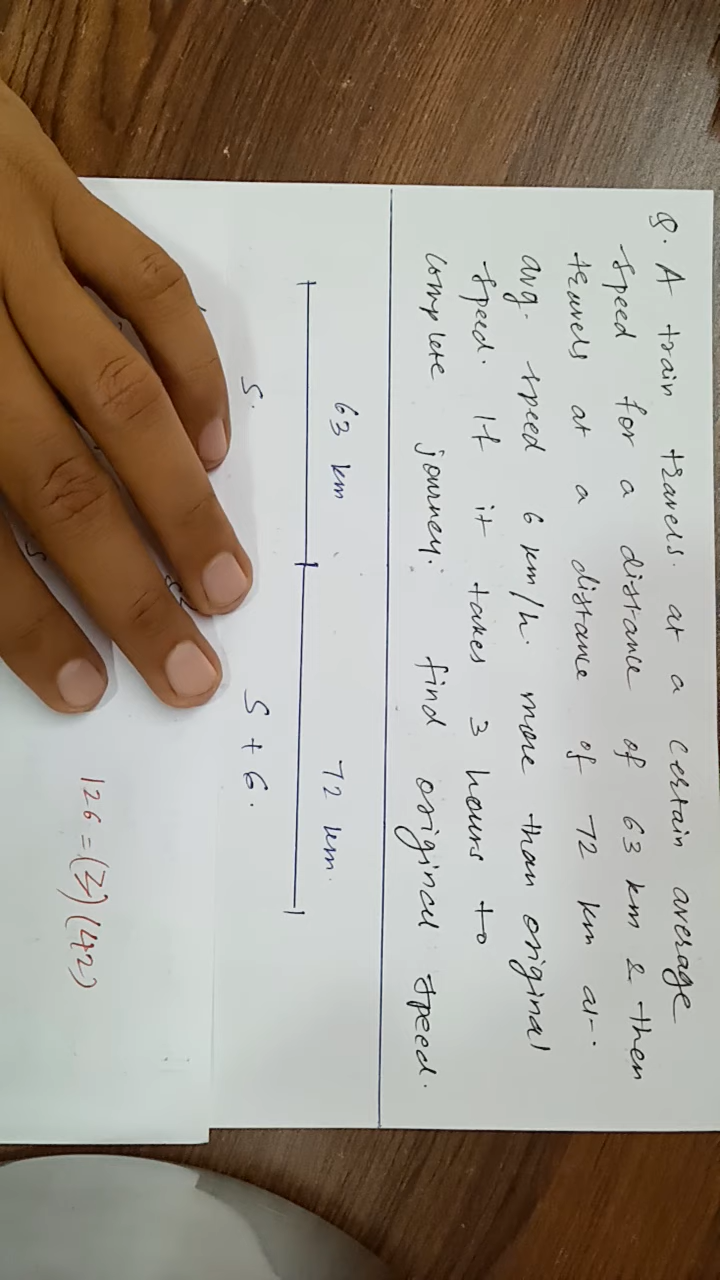 Q. A train travels. at a certain average
speed for a distance of 63 km & then
travels at a distance of 72 km at.
avg. speed 6 km/h. more than original
speed. If it takes 3 hours to
complete journey. find original speed.
63 km 72 km.
S. S + 6.
126 = (3) (42)